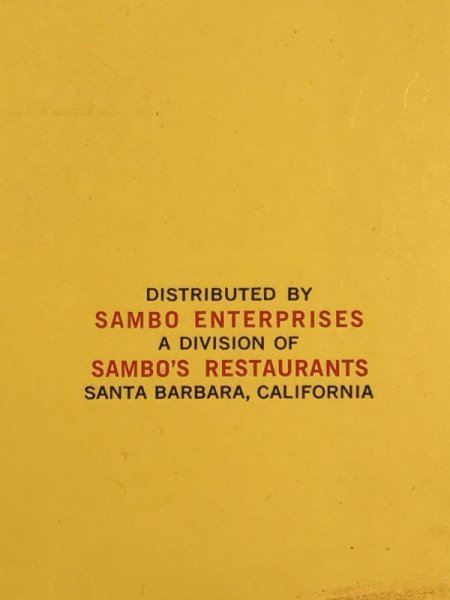 DISTRIBUTED BY
SAMBO ENTERPRISES
A DIVISION OF
SAMBO'S RESTAURANTS
SANTA BARBARA, CALIFORNIA